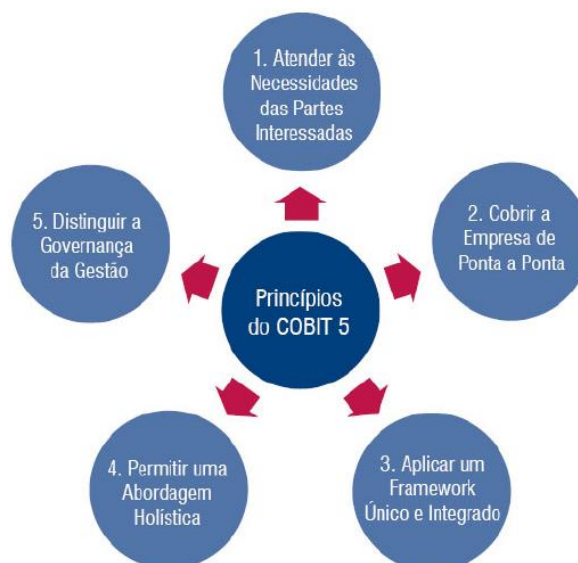 1. Atender às
Necessidades
das Partes
Interessadas
5. Distinguir a
Governança
da Gestão
2. Cobrir a
Empresa de
Ponta a Ponta
Princípios
do COBIT 5
4. Permitir uma
Abordagem
Holística
3. Aplicar um
Framework
Único e Integrado